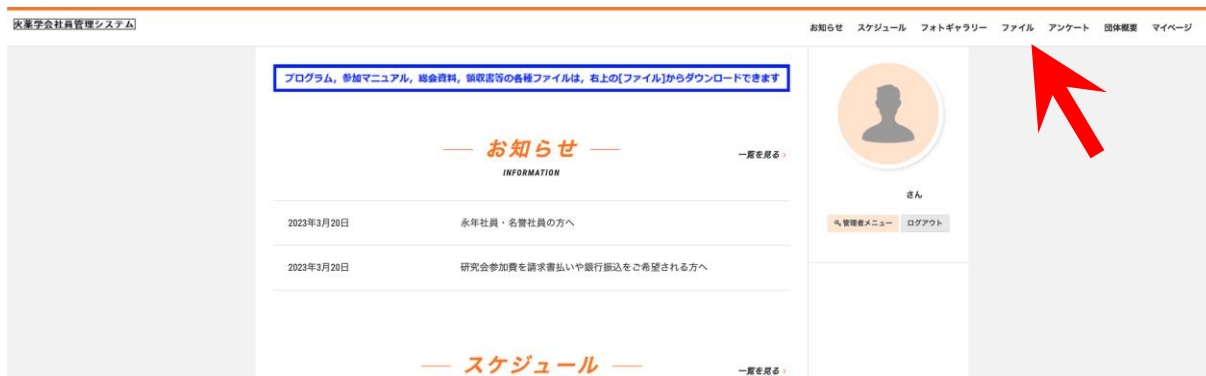 火薬学会社員管理システム
お知らせ スケジュール フォトギャラリー ファイル アンケート 団体概要 マイページ
プログラム，参加マニュアル，総会資料，領収書等の各種ファイルは，右上の[ファイル]からダウンロードできます
お知らせ
一覧を見る ›
INFORMATION
さん
2023年3月20日 永年社員・名誉社員の方へ
管理者メニュー ログアウト
2023年3月20日 研究会参加費を請求書払いや銀行振込をご希望される方へ
スケジュール
一覧を見る ›